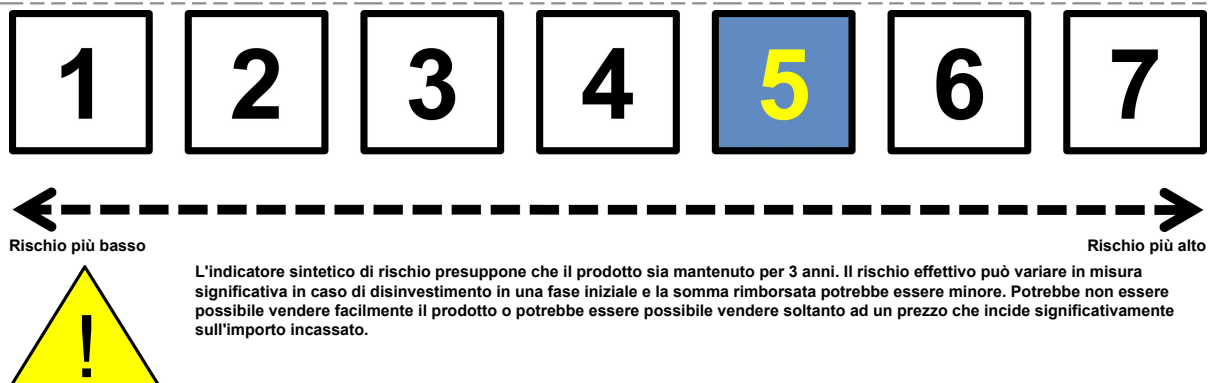 1 2 3 4 5 6 7
Rischio più basso Rischio più alto
L'indicatore sintetico di rischio presuppone che il prodotto sia mantenuto per 3 anni. Il rischio effettivo può variare in misura
significativa in caso di disinvestimento in una fase iniziale e la somma rimborsata potrebbe essere minore. Potrebbe non essere
possibile vendere facilmente il prodotto o potrebbe essere possibile vendere soltanto ad un prezzo che incide significativamente
sull'importo incassato.
!